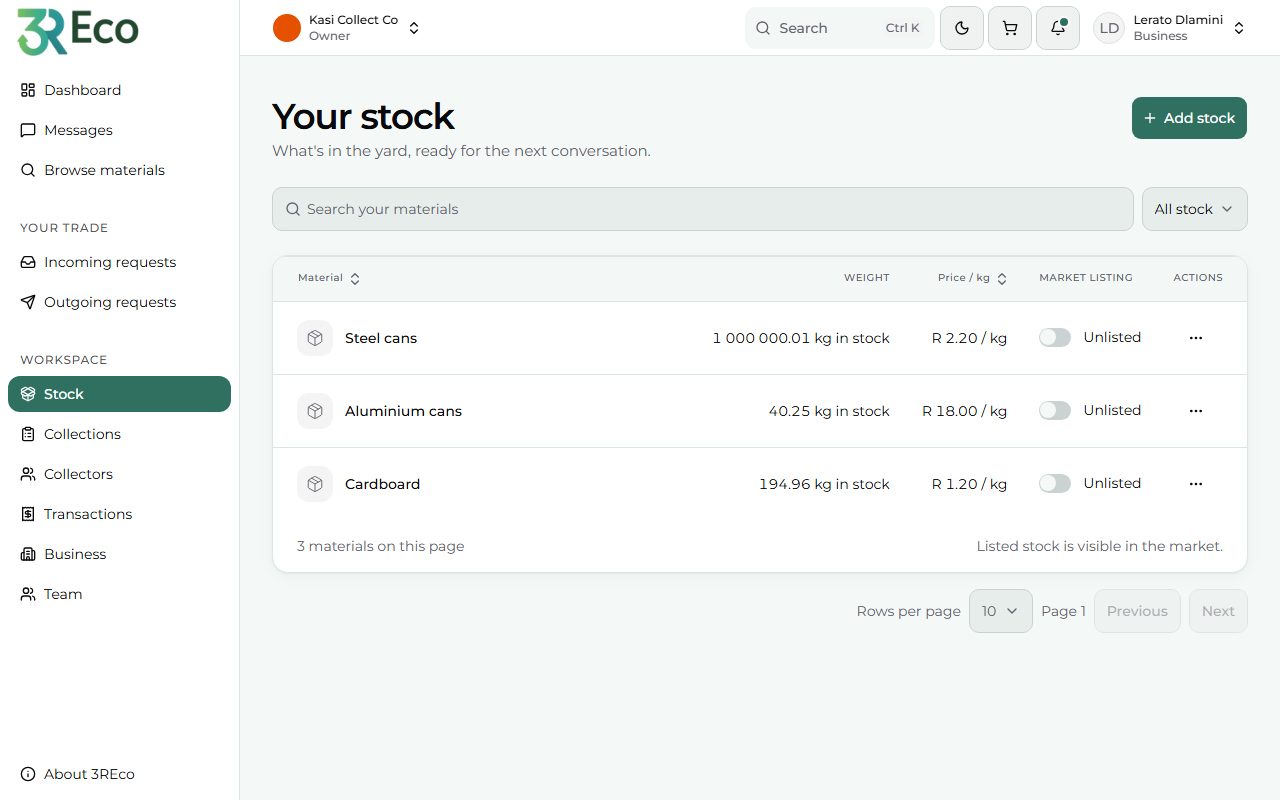 3REco
Kasi Collect Co
Owner
Search
Ctrl K
LD
Lerato Dlamini
Business
Dashboard
Messages
Browse materials
YOUR TRADE
Incoming requests
Outgoing requests
WORKSPACE
Stock
Collections
Collectors
Transactions
Business
Team
About 3REco
Your stock
What's in the yard, ready for the next conversation.
+ Add stock
Search your materials
All stock
Material WEIGHT Price / kg MARKET LISTING ACTIONS
Steel cans 1 000 000.01 kg in stock R 2.20 / kg Unlisted ...
Aluminium cans 40.25 kg in stock R 18.00 / kg Unlisted ...
Cardboard 194.96 kg in stock R 1.20 / kg Unlisted ...
3 materials on this page Listed stock is visible in the market.
Rows per page 10 Page 1 Previous Next